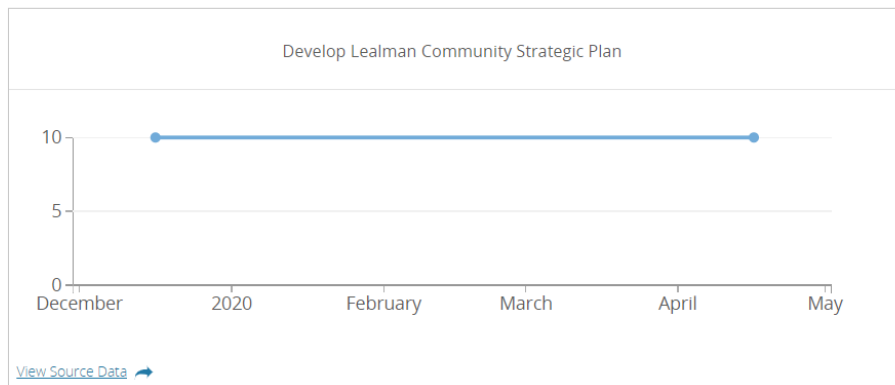 Develop Lealman Community Strategic Plan
10
5
0
December 2020 February March April May
View Source Data